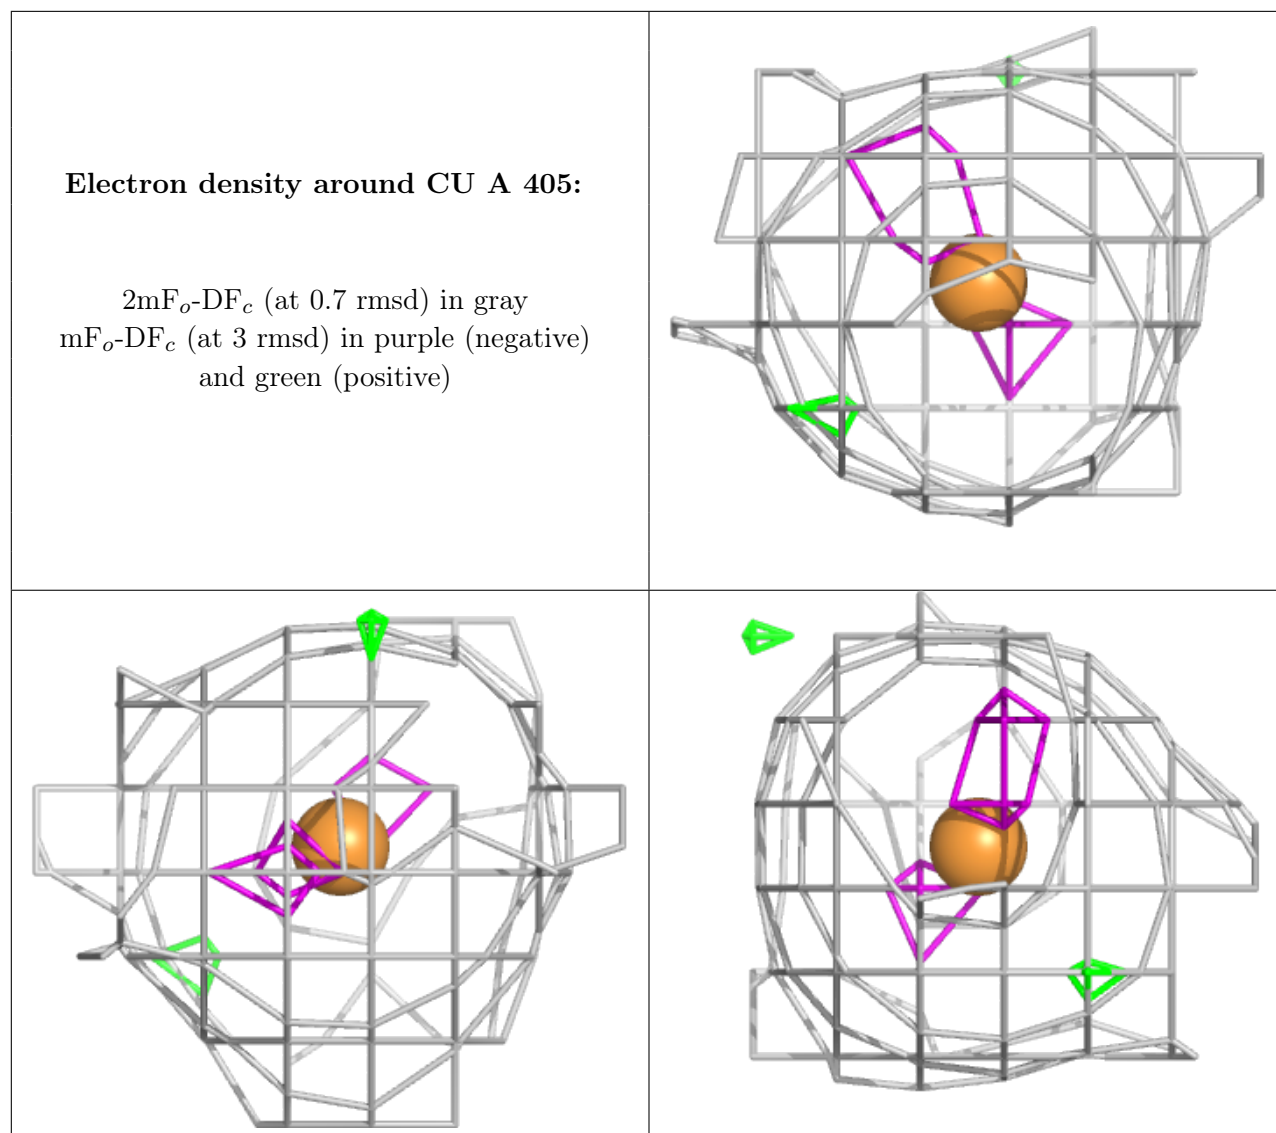 Electron density around CU A 405:
2mFo-DFc (at 0.7 rmsd) in gray
mFo-DFc (at 3 rmsd) in purple (negative)
and green (positive)